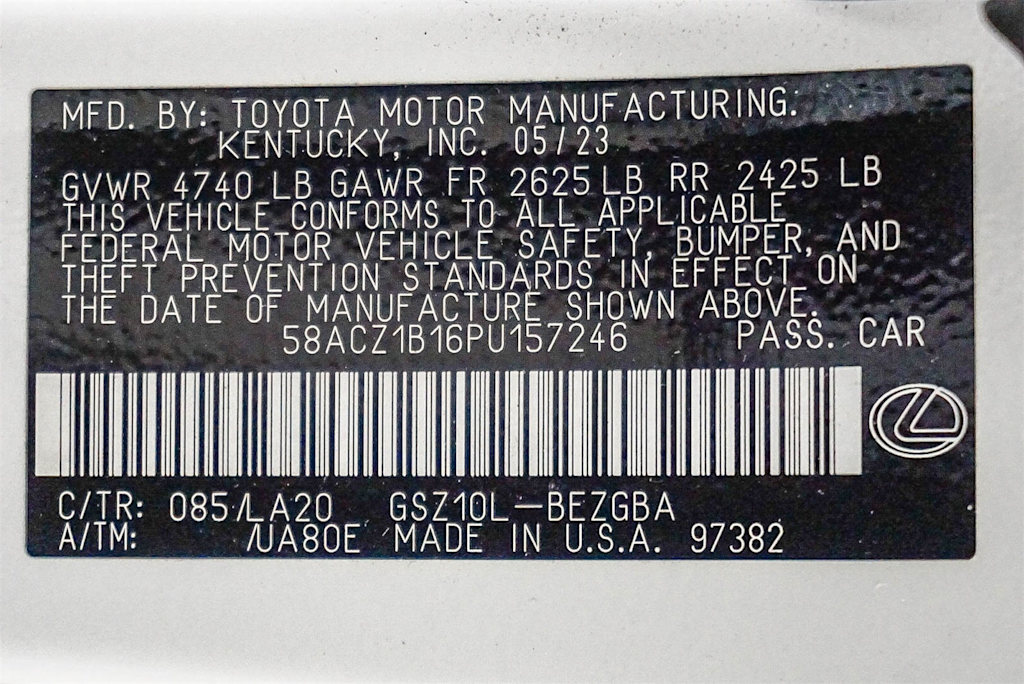 MFD. BY: TOYOTA MOTOR MANUFACTURING.
KENTUCKY, INC. 05/23
GVWR 4740 LB GAWR FR 2625 LB RR 2425 LB
THIS VEHICLE CONFORMS TO ALL APPLICABLE
FEDERAL MOTOR VEHICLE SAFETY, BUMPER, AND
THEFT PREVENTION STANDARDS IN EFFECT ON
THE DATE OF MANUFACTURE SHOWN ABOVE.
58ACZ1B16PU157246 PASS. CAR
C/TR: 085/LA20 GSZ10L-BEZGBA
A/TM: /UA80E MADE IN U.S.A. 97382